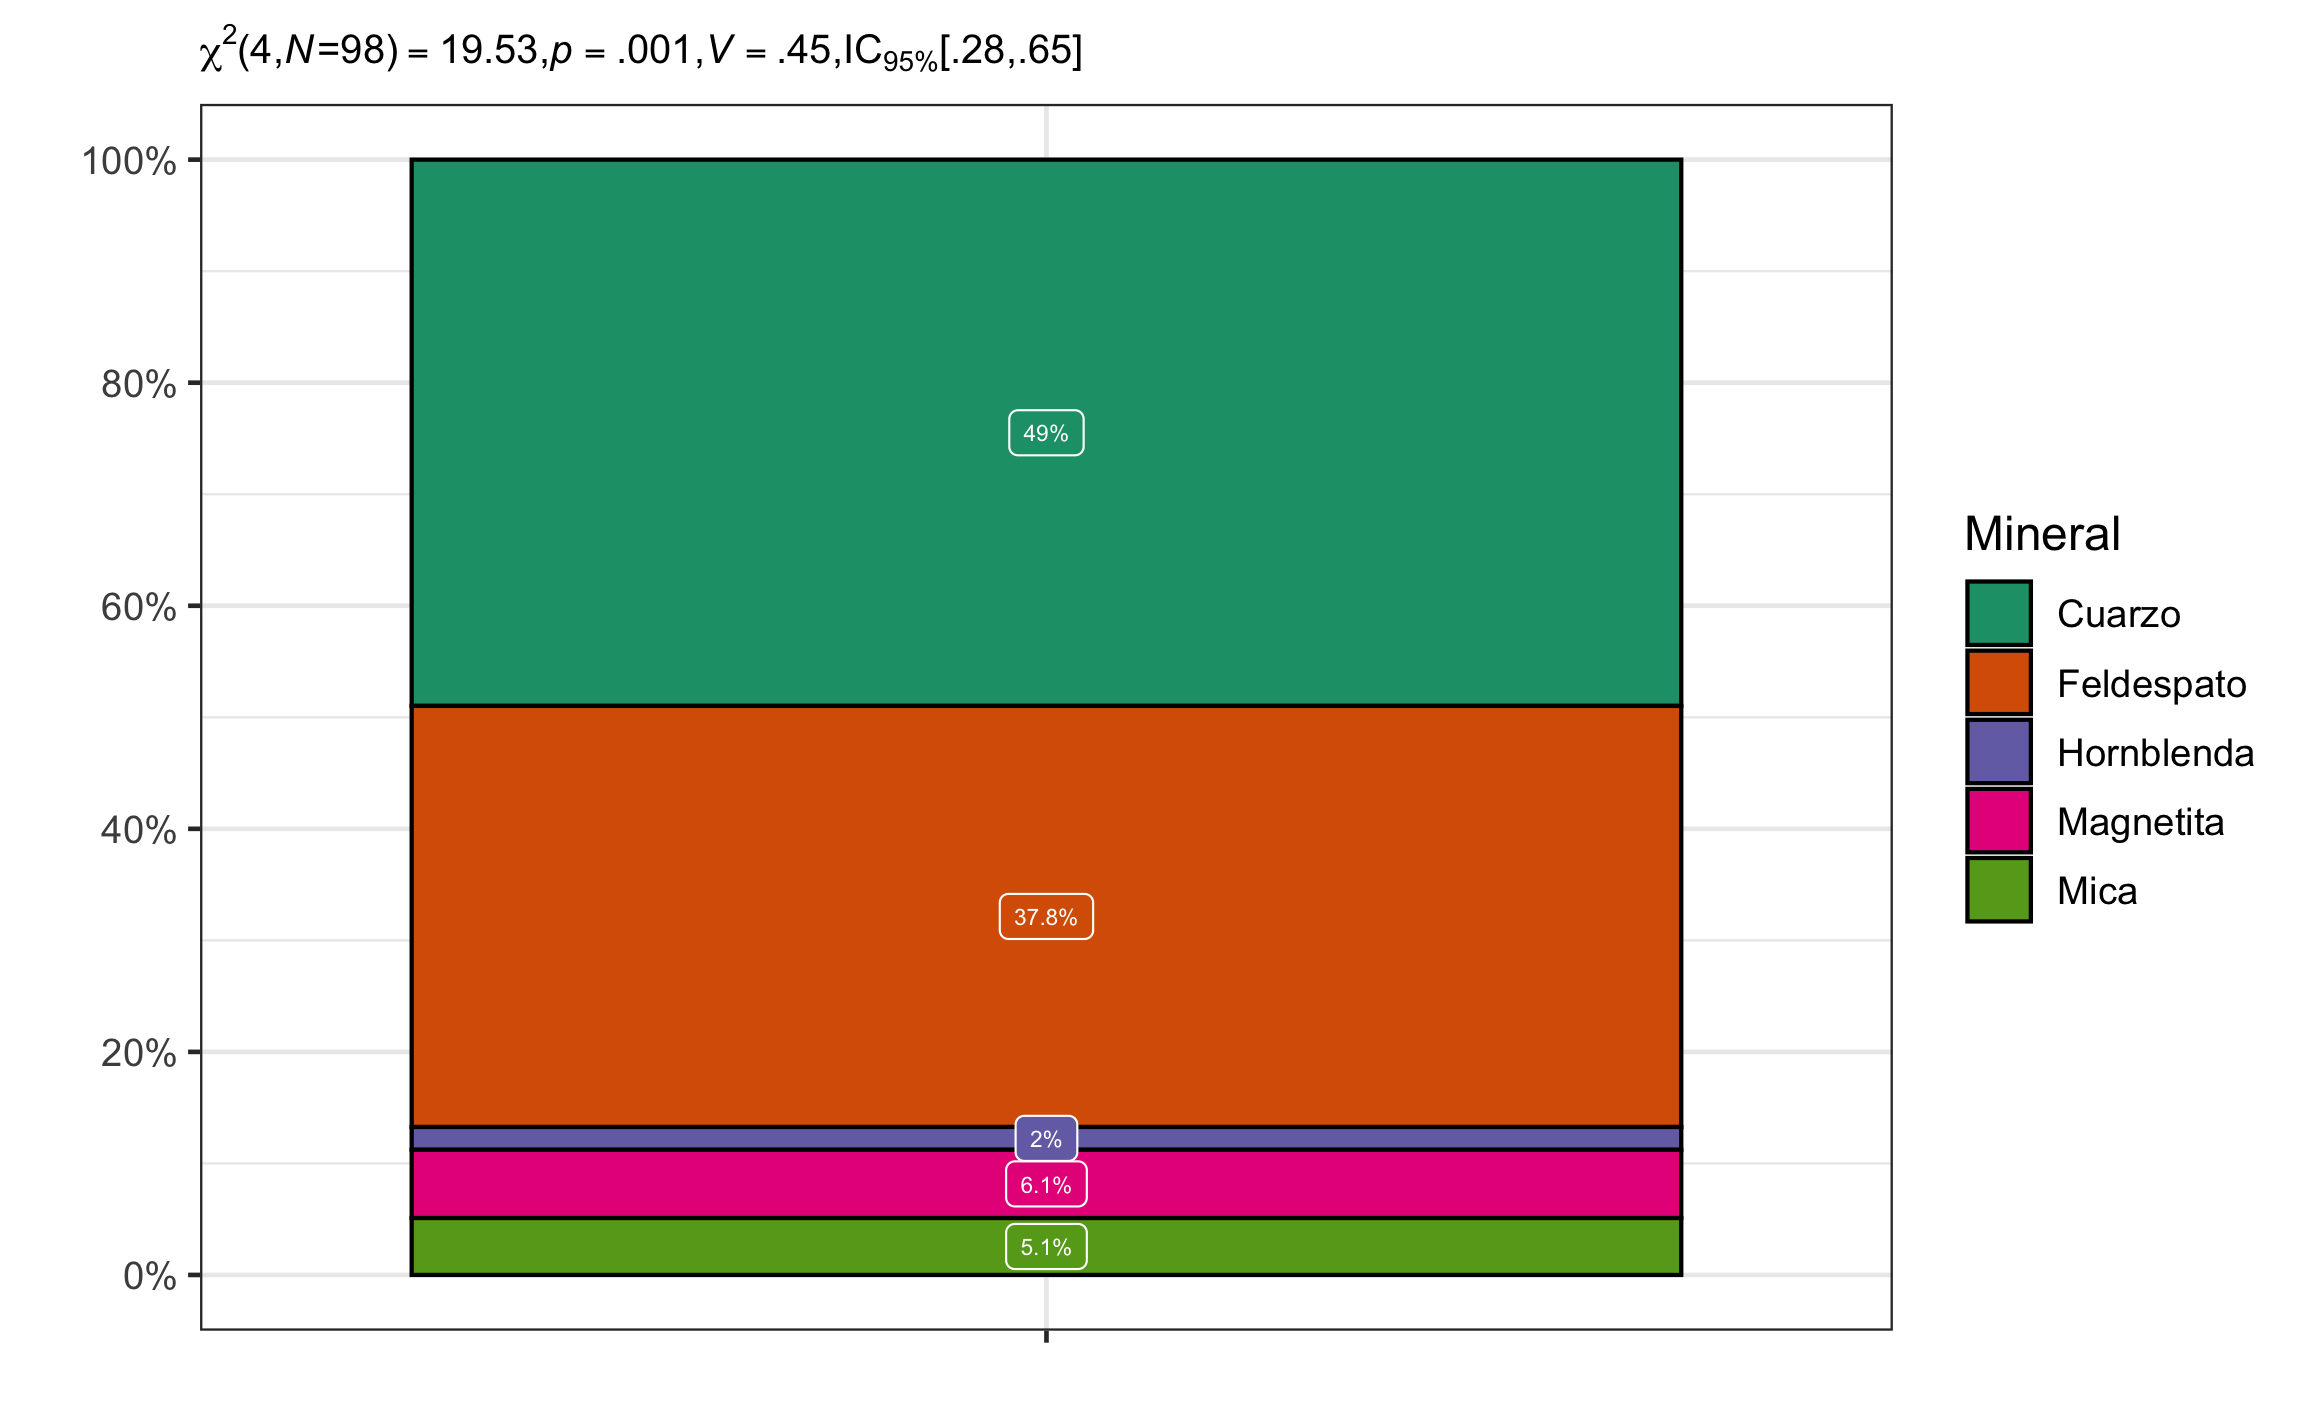 χ²(4,N=98) = 19.53,p = .001,V = .45,IC₉₅%[.28,.65]
100%
80%
60%
40%
20%
0%
49%
37.8%
2%
6.1%
5.1%
Mineral
Cuarzo
Feldespato
Hornblenda
Magnetita
Mica